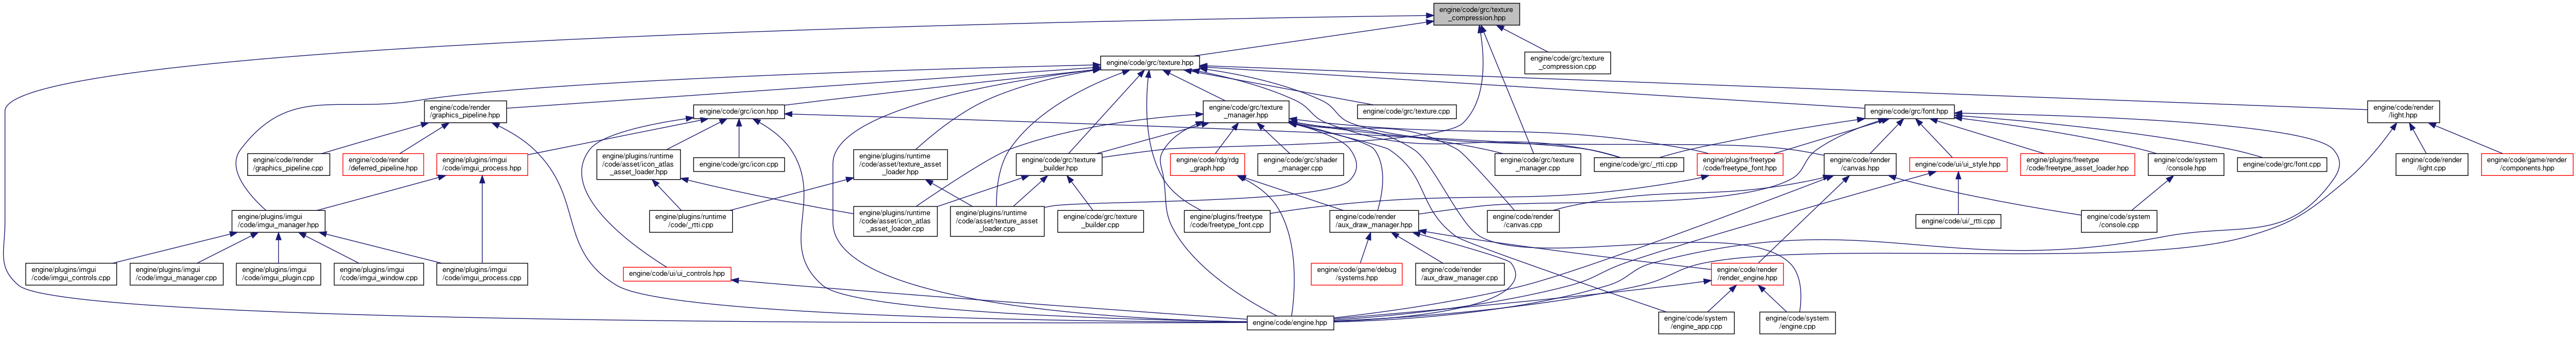 engine/code/grc/texture
_compression.hpp
engine/code/grc/texture.hpp
engine/code/grc/texture
_compression.cpp
engine/code/render
/graphics_pipeline.hpp
engine/code/grc/icon.hpp
engine/code/grc/texture
_manager.hpp
engine/code/grc/texture.cpp
engine/code/grc/font.hpp
engine/code/render
/light.hpp
engine/code/render
/graphics_pipeline.cpp
engine/code/render
/deferred_pipeline.hpp
engine/plugins/imgui
/code/imgui_process.hpp
engine/plugins/runtime
/code/asset/icon_atlas
_asset_loader.hpp
engine/code/grc/icon.cpp
engine/plugins/runtime
/code/asset/texture_asset
_loader.hpp
engine/code/grc/texture
_builder.hpp
engine/code/rdg/rdg
_graph.hpp
engine/code/grc/shader
_manager.cpp
engine/code/grc/texture
_manager.cpp
engine/code/grc/_rtti.cpp
engine/plugins/freetype
/code/freetype_font.hpp
engine/code/render
/canvas.hpp
engine/code/ui/ui_style.hpp
engine/plugins/freetype
/code/freetype_asset_loader.hpp
engine/code/system
/console.hpp
engine/code/grc/font.cpp
engine/code/render
/light.cpp
engine/code/game/render
/components.hpp
engine/plugins/imgui
/code/imgui_manager.hpp
engine/plugins/runtime
/code/_rtti.cpp
engine/plugins/runtime
/code/asset/icon_atlas
_asset_loader.cpp
engine/plugins/runtime
/code/asset/texture_asset
_loader.cpp
engine/code/grc/texture
_builder.cpp
engine/plugins/freetype
/code/freetype_font.cpp
engine/code/render
/aux_draw_manager.hpp
engine/code/render
/canvas.cpp
engine/code/ui/_rtti.cpp
engine/code/system
/console.cpp
engine/plugins/imgui
/code/imgui_controls.cpp
engine/plugins/imgui
/code/imgui_manager.cpp
engine/plugins/imgui
/code/imgui_plugin.cpp
engine/plugins/imgui
/code/imgui_window.cpp
engine/plugins/imgui
/code/imgui_process.cpp
engine/code/ui/ui_controls.hpp
engine/code/game/debug
/systems.hpp
engine/code/render
/aux_draw_manager.cpp
engine/code/render
/render_engine.hpp
engine/code/engine.hpp
engine/code/system
/engine_app.cpp
engine/code/system
/engine.cpp